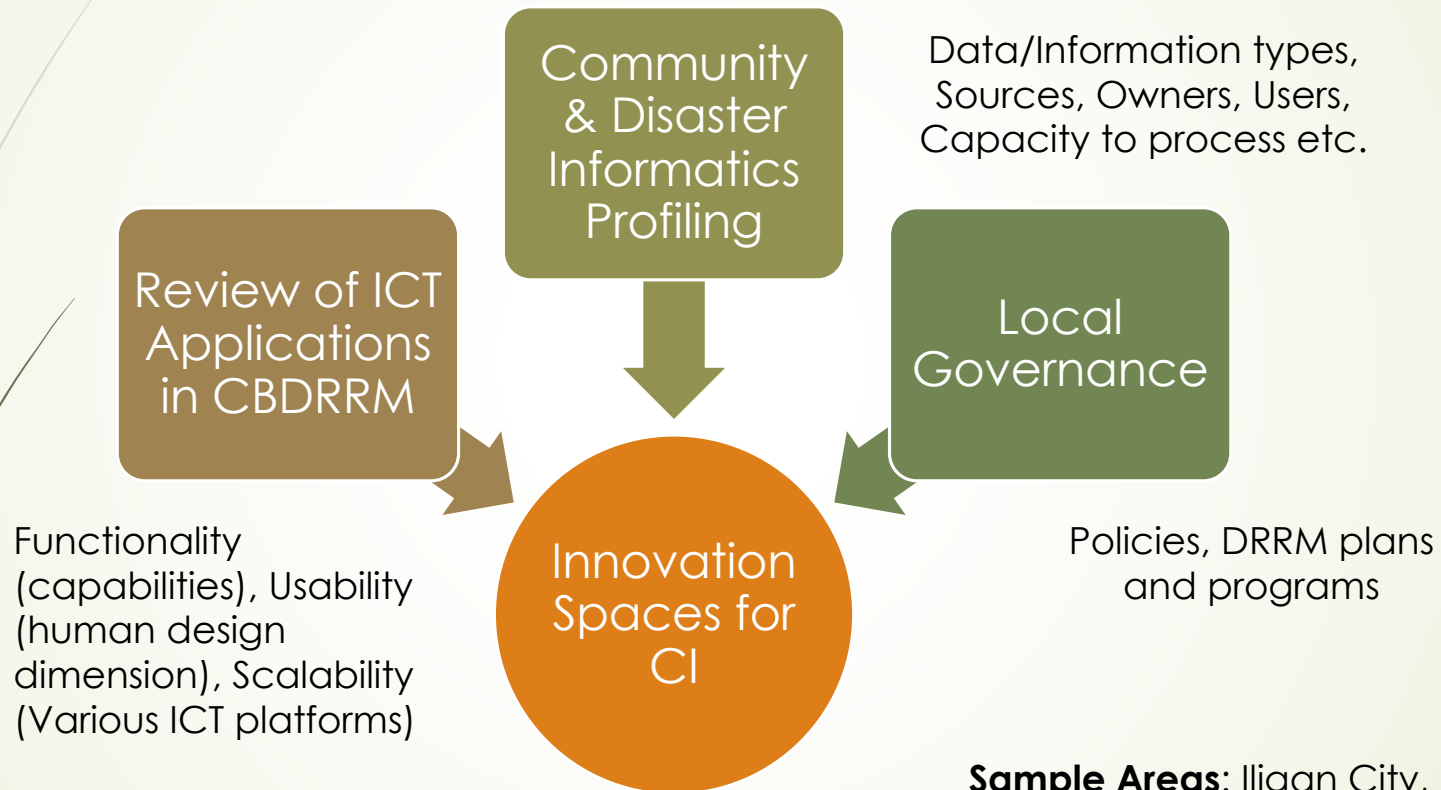 Community
& Disaster
Informatics
Profiling
Data/Information types,
Sources, Owners, Users,
Capacity to process etc.
Review of ICT
Applications
in CBDRRM
Local
Governance
Functionality
(capabilities), Usability
(human design
dimension), Scalability
(Various ICT platforms)
Innovation
Spaces for
CI
Policies, DRRM plans
and programs
Sample Areas: Iligan City,